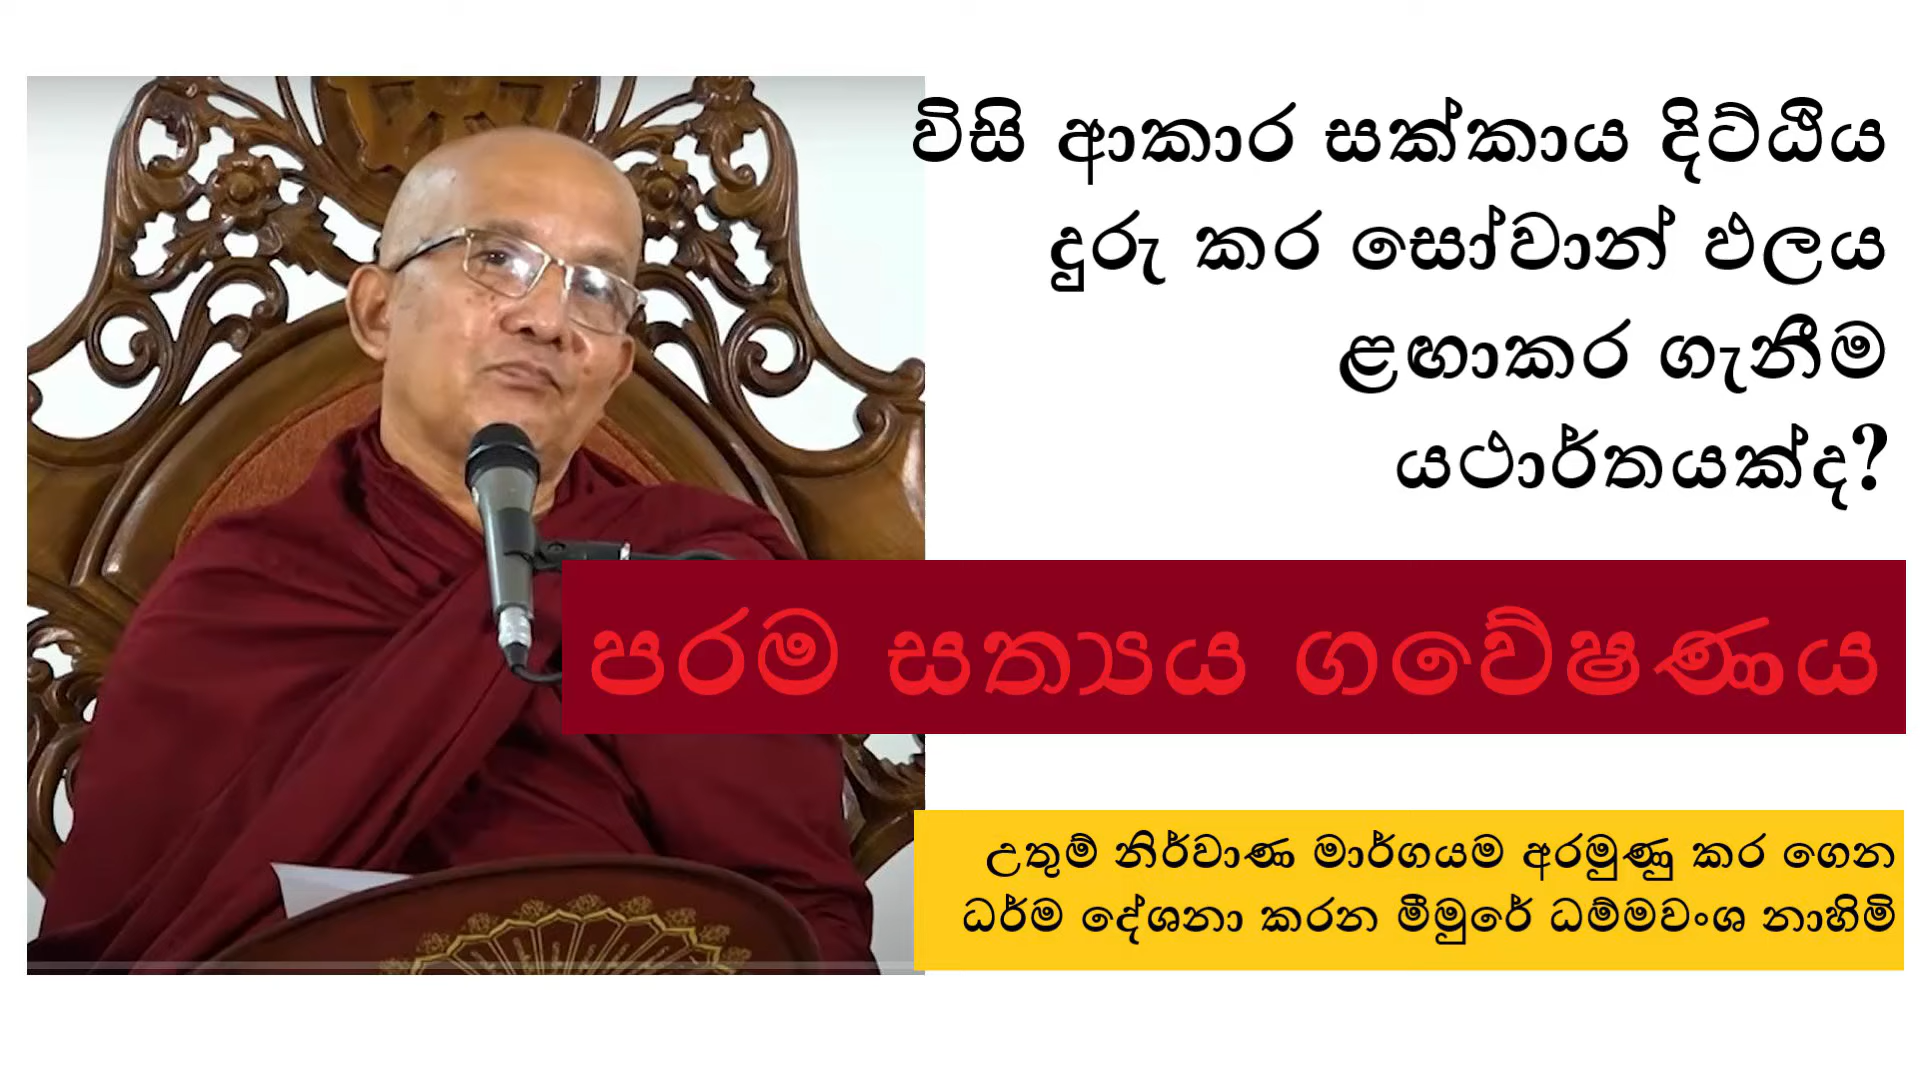 විසි ආකාර සක්කාය දිට්ඨිය
දුරු කර සෝවාන් ඵලය
ළඟාකර ගැනීම
යථාර්තයක්ද?
පරම සත්‍යය ගවේෂණය
උතුම් නිර්වාණ මාර්ගයම අරමුණු කර ගෙන
ධර්ම දේශනා කරන මීමුරේ ධම්මවංශ නාහිමි